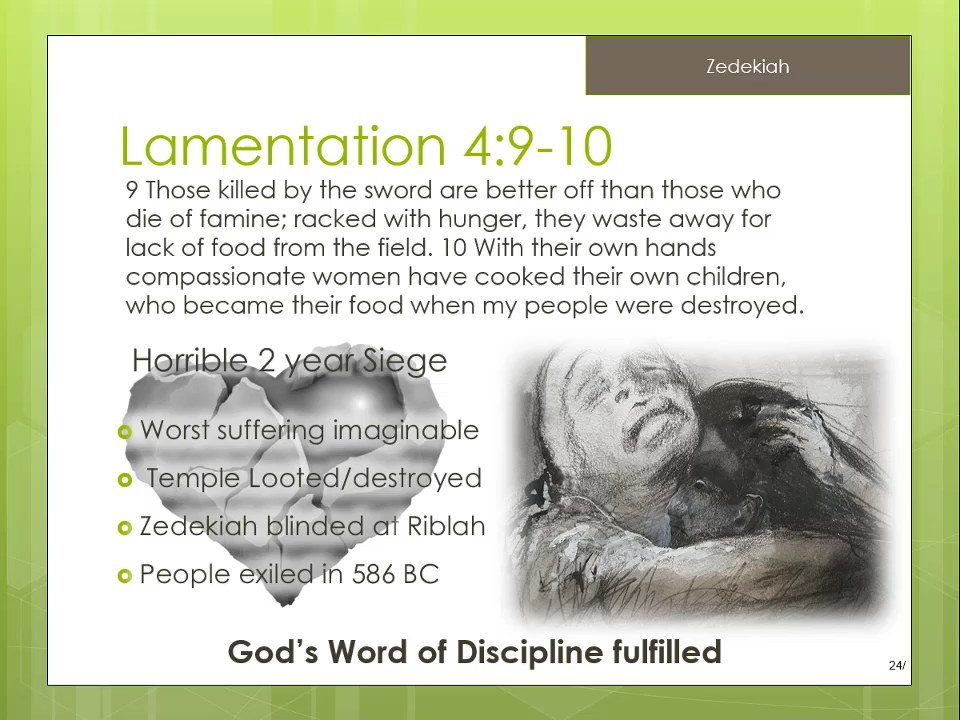 Zedekiah
Lamentation 4:9-10
9 Those killed by the sword are better off than those who
die of famine; racked with hunger, they waste away for
lack of food from the field. 10 With their own hands
compassionate women have cooked their own children,
who became their food when my people were destroyed.
Horrible 2 year Siege
Worst suffering imaginable
Temple Looted/destroyed
Zedekiah blinded at Riblah
People exiled in 586 BC
God’s Word of Discipline fulfilled
24/